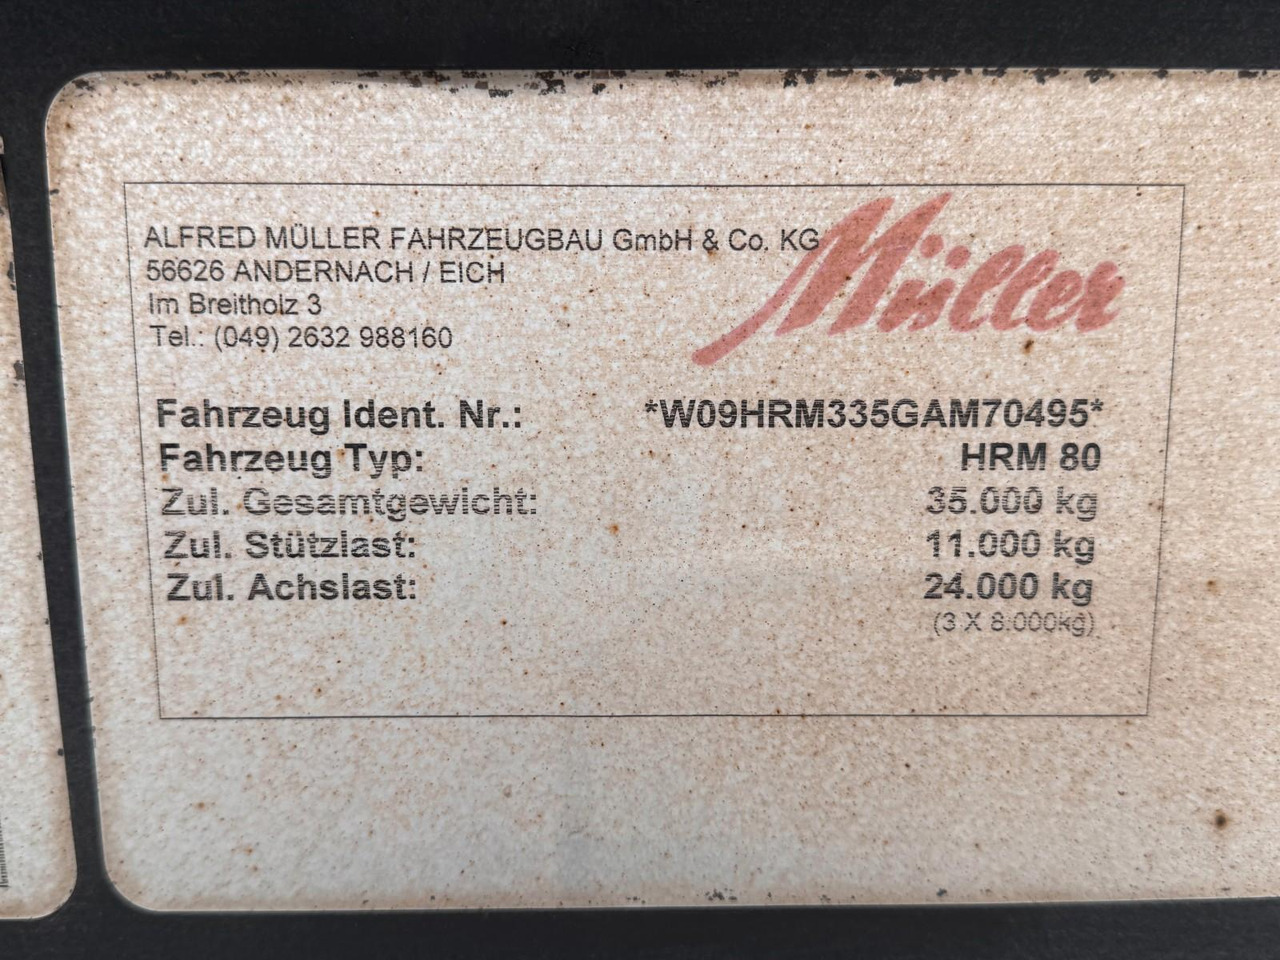 ALFRED MÜLLER FAHRZEUGBAU GmbH & Co. KG
Müller
56626 ANDERNACH / EICH
Im Breitholz 3
Tel.: (049) 2632 988160
Fahrzeug Ident. Nr.: *W09HRM335GAM70495*
Fahrzeug Typ: HRM 80
Zul. Gesamtgewicht: 35.000 kg
Zul. Stützlast: 11.000 kg
Zul. Achslast: 24.000 kg
(3 X 8.000kg)